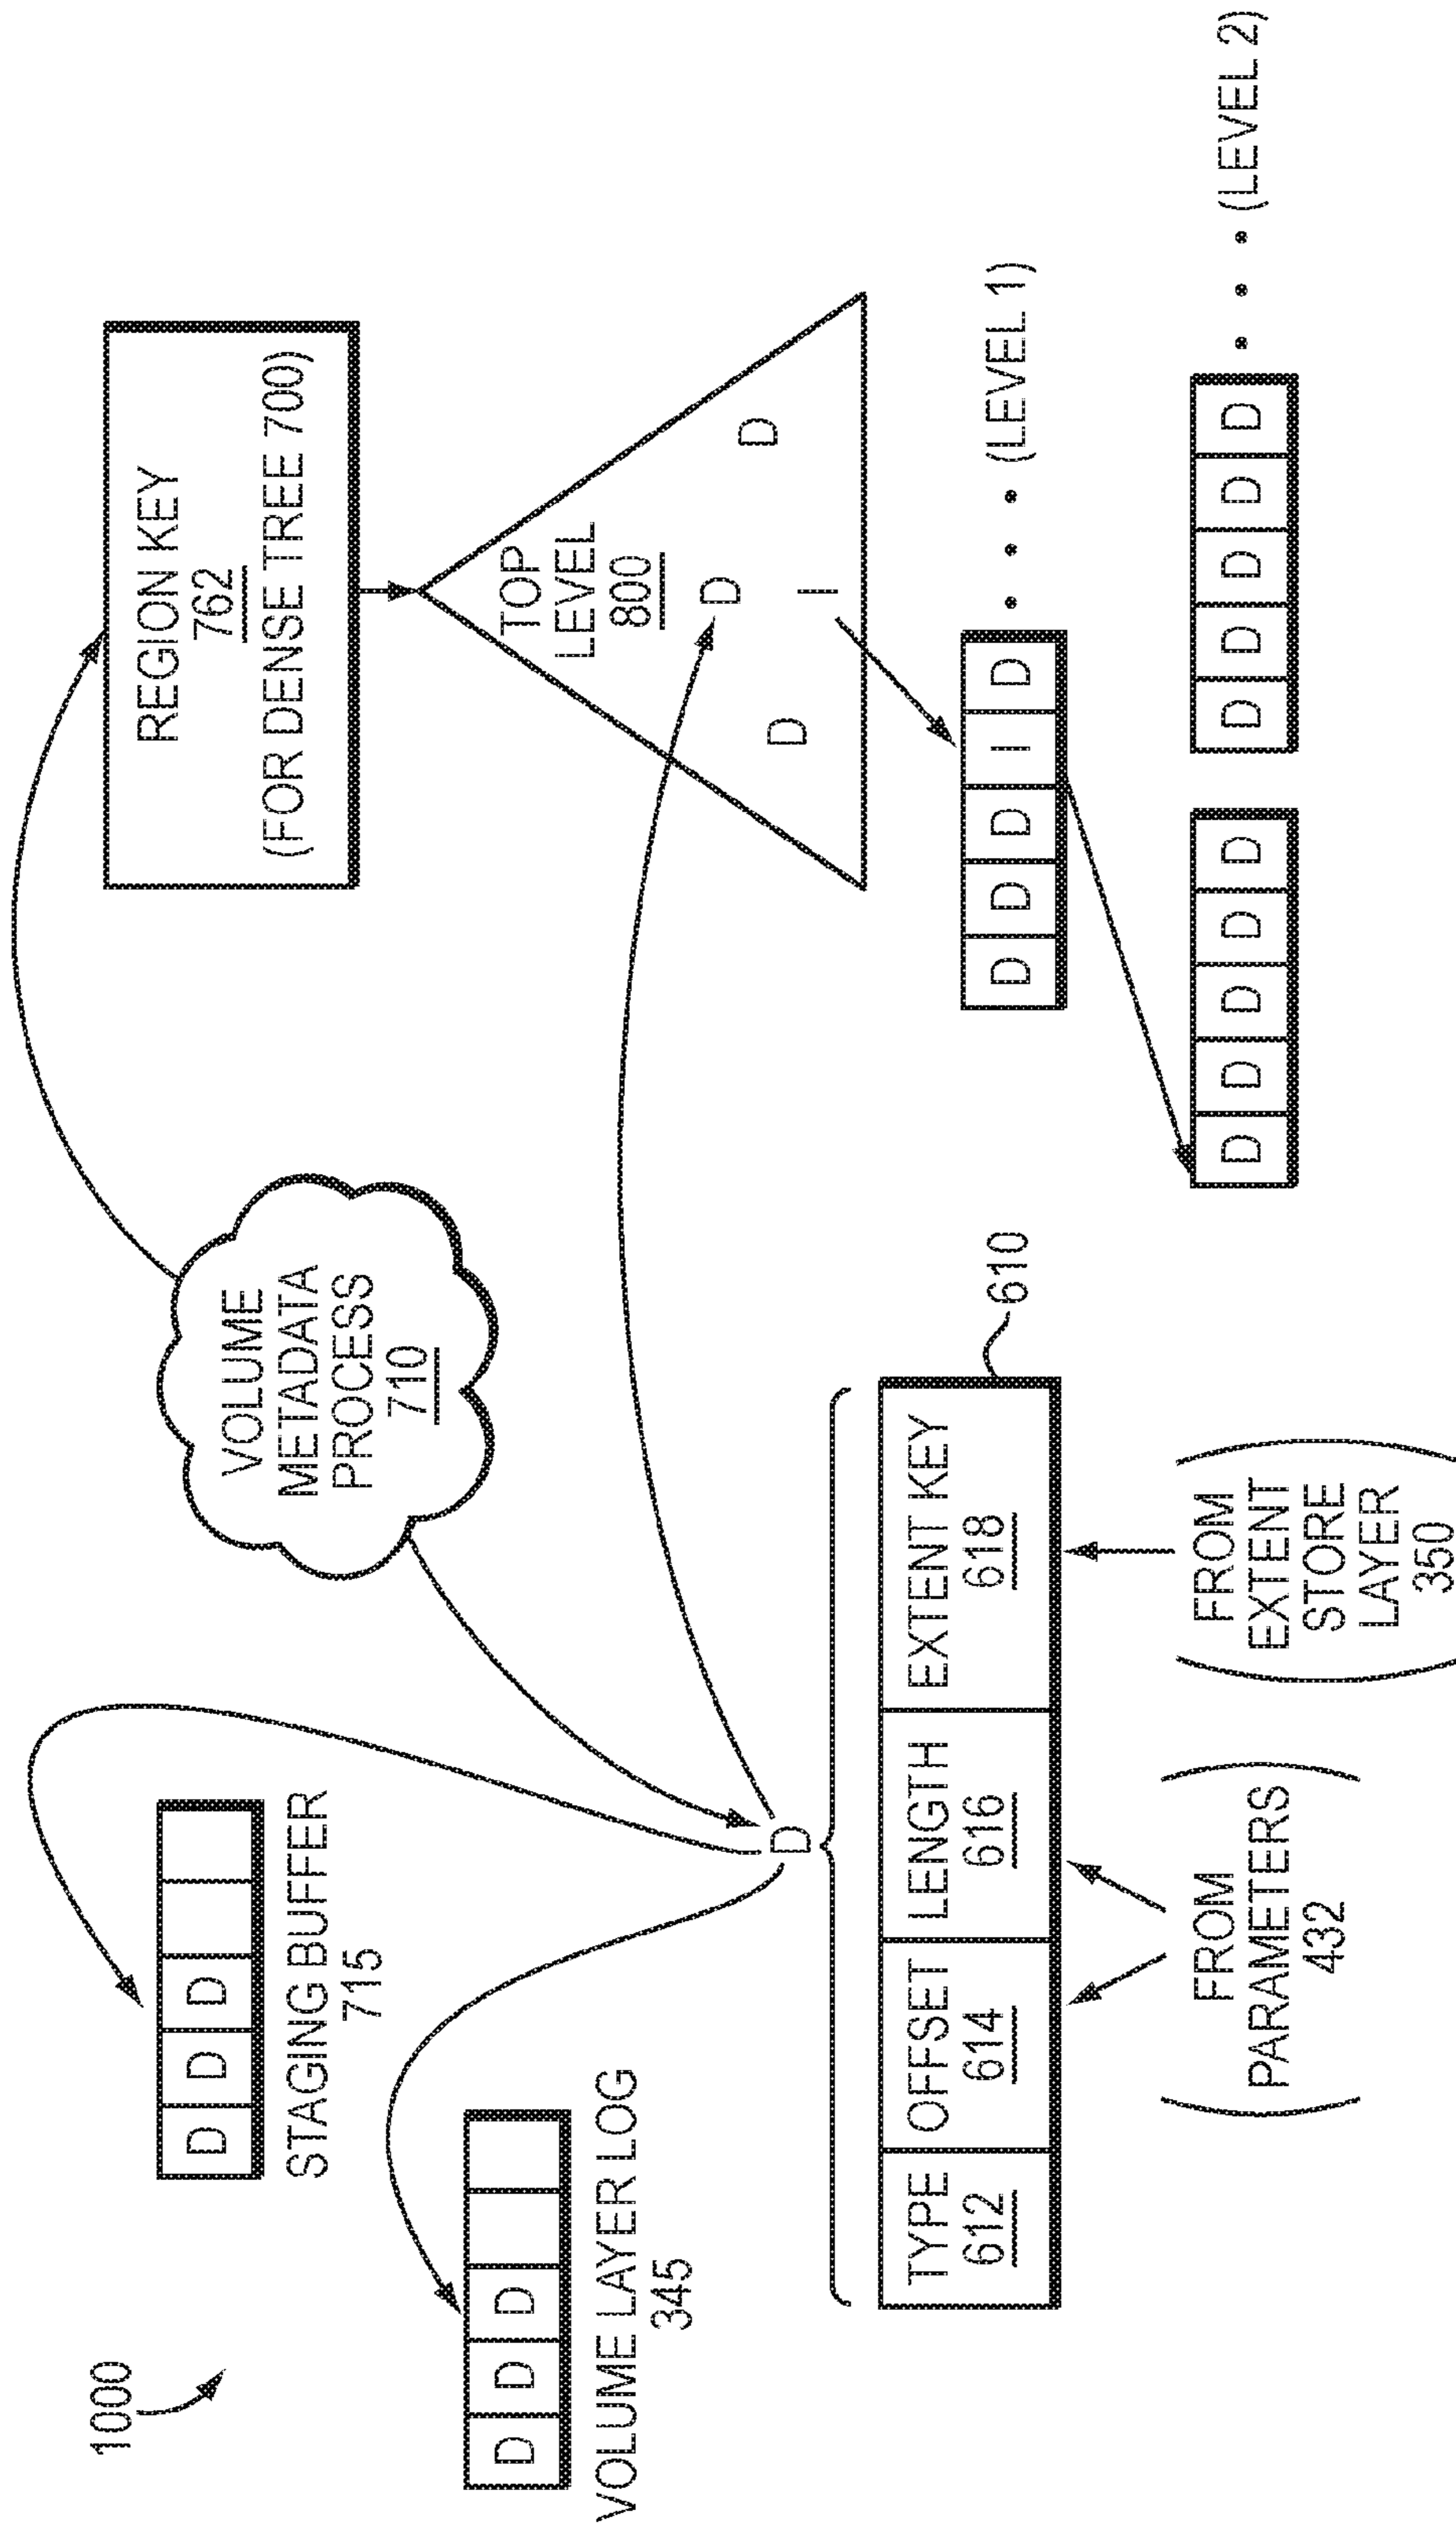 1000
D D D
STAGING BUFFER
715
D D D
VOLUME LAYER LOG
345
VOLUME
METADATA
PROCESS
710
REGION KEY
762
(FOR DENSE TREE 700)
TOP
LEVEL
800
D
D
D
I
D
TYPE
612
OFFSET
614
LENGTH
616
EXTENT KEY
618
610
FROM
PARAMETERS
432
FROM
EXTENT
STORE
LAYER
350
D D D I D • • • (LEVEL 1)
D D D D D D D D D D • • • (LEVEL 2)